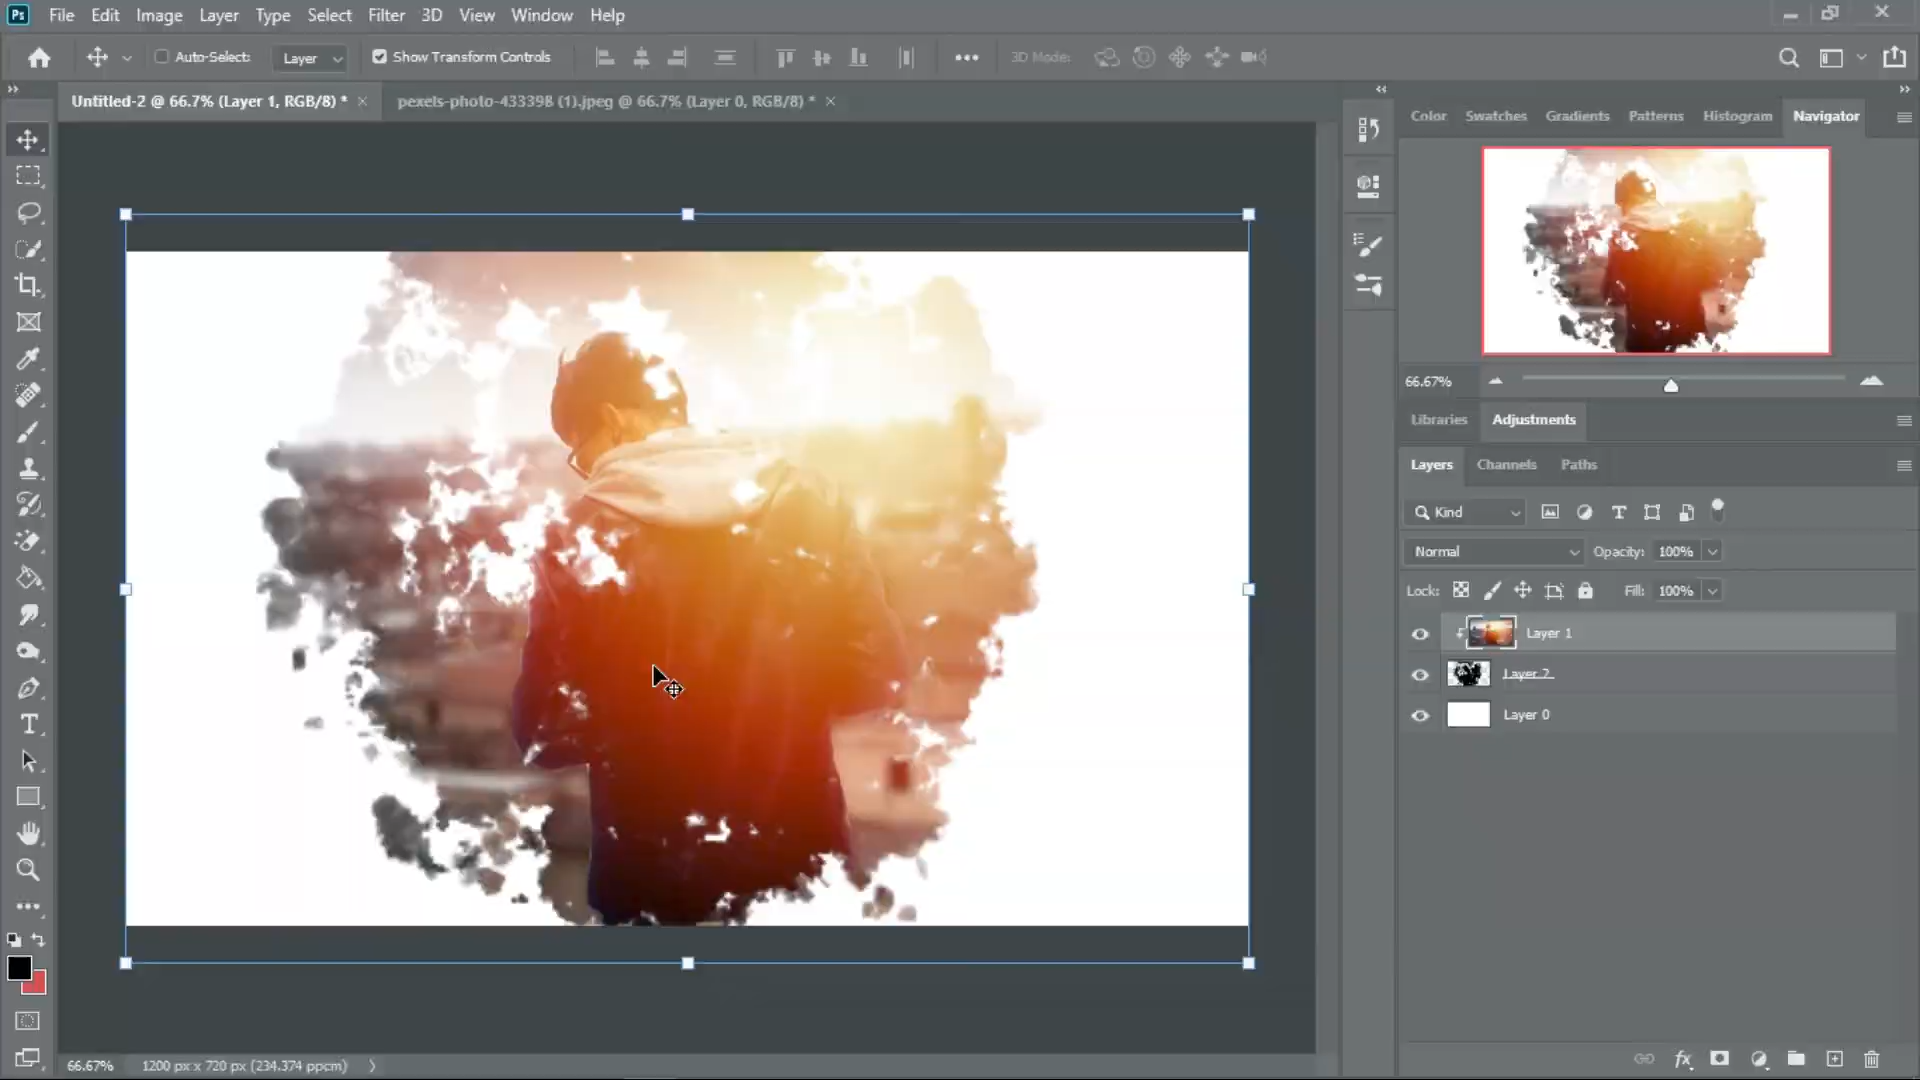 Ps File Edit Image Layer Type Select Filter 3D View Window Help
Auto-Select: Layer Show Transform Controls 3D Mode:
Untitled-2 @ 66.7% (Layer 1, RGB/8) * × pexels-photo-433398 (1).jpeg @ 66.7% (Layer 0, RGB/8) * ×
Color Swatches Gradients Patterns Histogram Navigator
66.67%
Libraries Adjustments
Layers Channels Paths
Kind
Normal Opacity: 100%
Lock: Fill: 100%
Layer 1
Layer 2
Layer 0
fx
66.67% 1200 px x 720 px (234.374 ppcm)